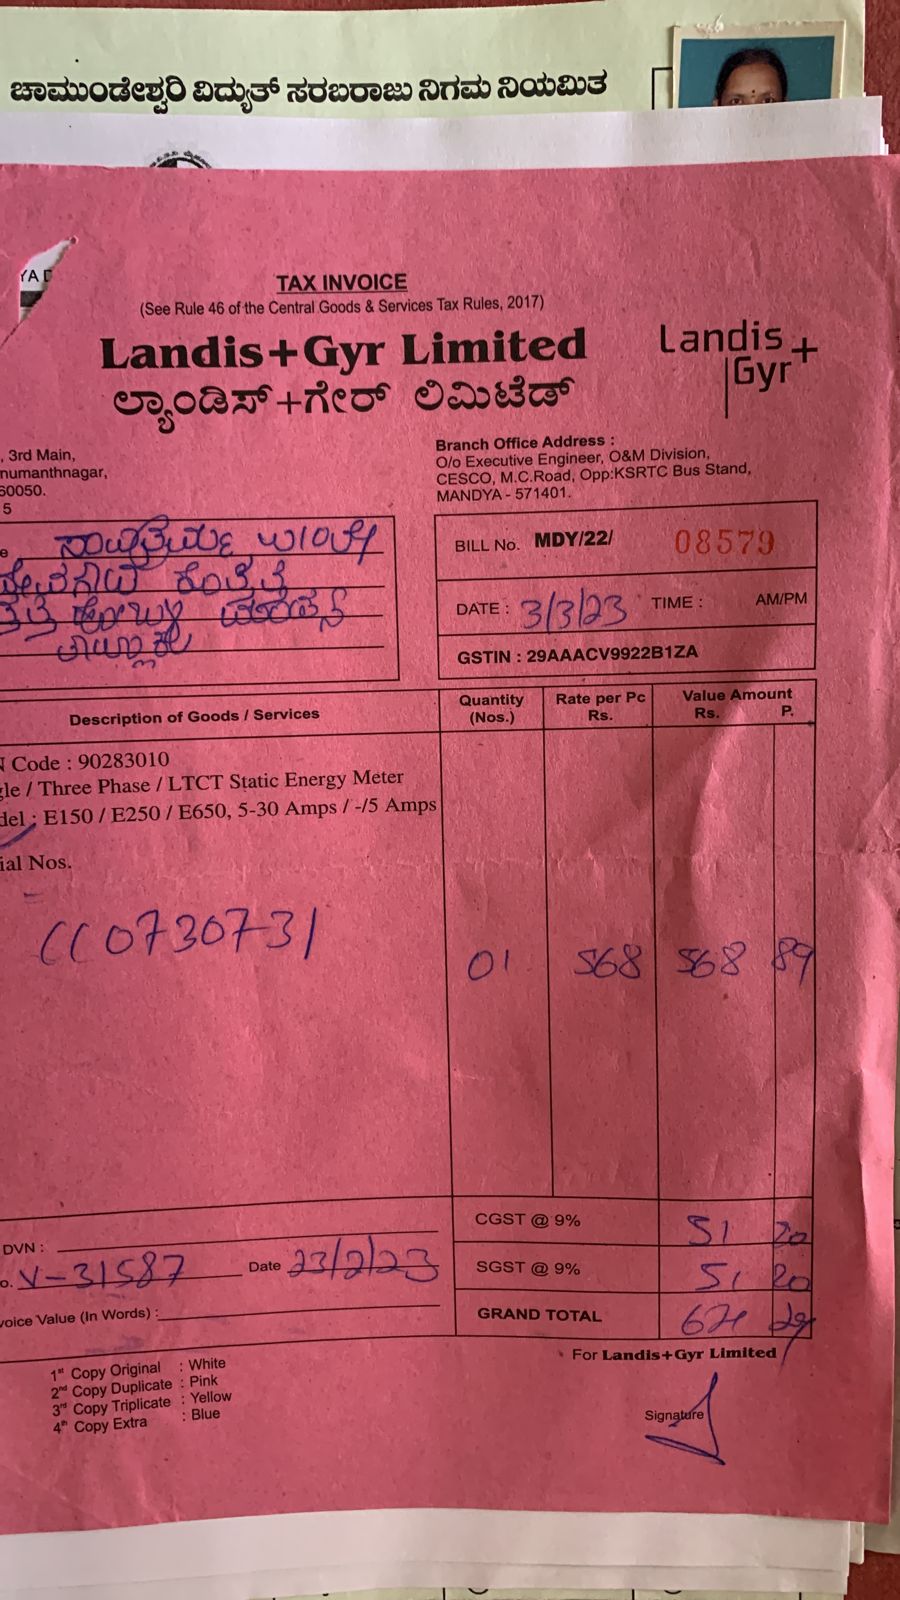 ಚಾಮುಂಡೇಶ್ವರಿ ವಿದ್ಯುತ್ ಸರಬರಾಜು ನಿಗಮ ನಿಯಮಿತ
YA D
TAX INVOICE
(See Rule 46 of the Central Goods & Services Tax Rules, 2017)
Landis+Gyr Limited
ಲ್ಯಾಂಡಿಸ್+ಗೇರ್ ಲಿಮಿಟೆಡ್
Landis
Gyr+
, 3rd Main,
numanthnagar,
60050.
5
Branch Office Address :
O/o Executive Engineer, O&M Division,
CESCO, M.C.Road, Opp:KSRTC Bus Stand,
MANDYA - 571401.
BILL No. MDY/22/ 08579
DATE : 3/3/23 TIME : AM/PM
GSTIN : 29AAACV9922B1ZA
e
Description of Goods / Services Quantity (Nos.) Rate per Pc Rs. Value Amount Rs. P.
N Code : 90283010
gle / Three Phase / LTCT Static Energy Meter
del : E150 / E250 / E650, 5-30 Amps / -/5 Amps
ial Nos.
CC0730731 01 568 568 89
CGST @ 9% 51 20
DVN :
SGST @ 9% 51 20
o. V-31587 Date 23/2/23
GRAND TOTAL 671 29
voice Value (In Words) :
For Landis+Gyr Limited
1st Copy Original : White
2nd Copy Duplicate : Pink
3rd Copy Triplicate : Yellow
4th Copy Extra : Blue
Signature